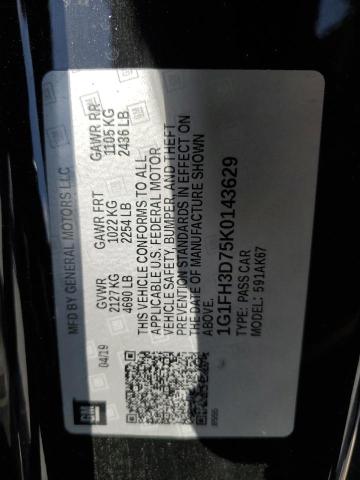 MFD BY GENERAL MOTORS LLC
04/19 GVWR GAWR FRT GAWR RR
2127 KG 1022 KG 1105 KG
4690 LB 2254 LB 2436 LB
THIS VEHICLE CONFORMS TO ALL
APPLICABLE U.S. FEDERAL MOTOR
VEHICLE SAFETY, BUMPER, AND THEFT
PREVENTION STANDARDS IN EFFECT ON
THE DATE OF MANUFACTURE SHOWN
ABOVE.
1G1FH3D75K0143629
TYPE: PASS CAR
MODEL: 591AK67
GM